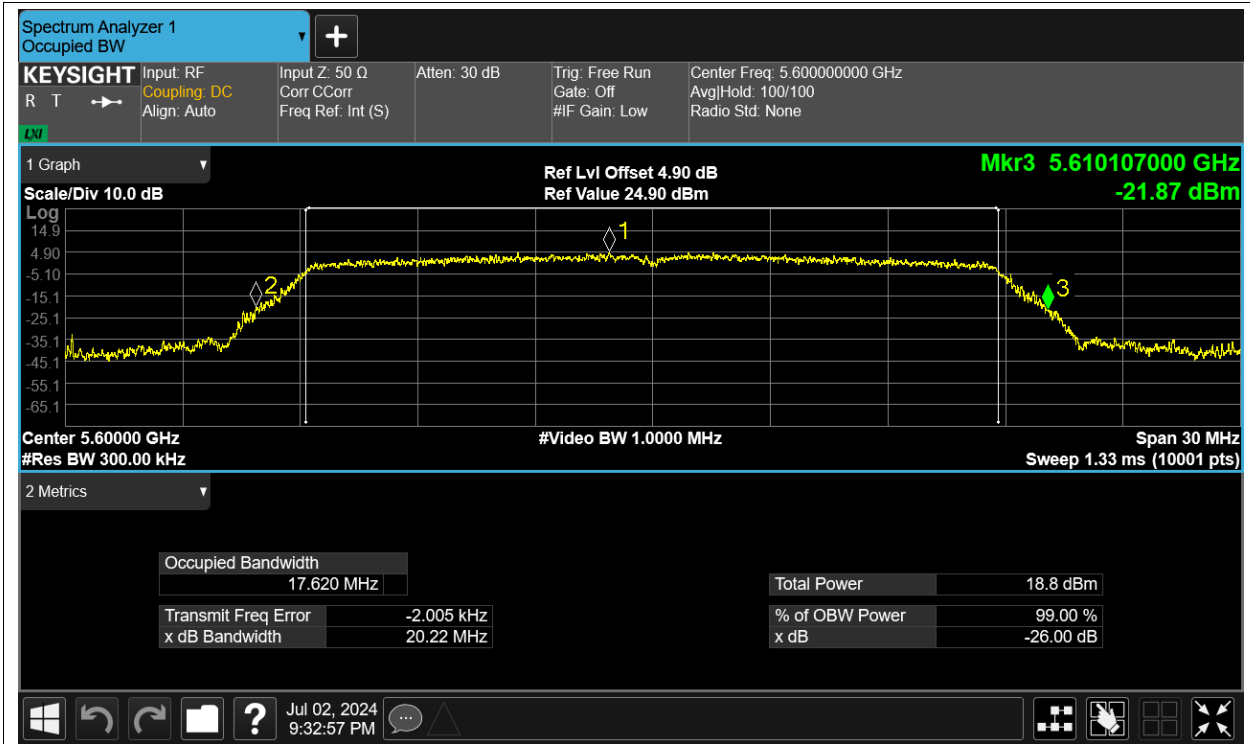 Spectrum Analyzer 1
Occupied BW
+
KEYSIGHT
R T
LXI
Input: RF
Coupling: DC
Align: Auto
Input Z: 50 Ω
Corr CCorr
Freq Ref: Int (S)
Atten: 30 dB
Trig: Free Run
Gate: Off
#IF Gain: Low
Center Freq: 5.600000000 GHz
Avg|Hold: 100/100
Radio Std: None
1 Graph
Scale/Div 10.0 dB
Ref Lvl Offset 4.90 dB
Ref Value 24.90 dBm
Mkr3 5.610107000 GHz
-21.87 dBm
Log
14.9
4.90
-5.10
-15.1
-25.1
-35.1
-45.1
-55.1
-65.1
1
2
3
Center 5.60000 GHz
#Res BW 300.00 kHz
#Video BW 1.0000 MHz
Span 30 MHz
Sweep 1.33 ms (10001 pts)
2 Metrics
Occupied Bandwidth
17.620 MHz
Transmit Freq Error -2.005 kHz
x dB Bandwidth 20.22 MHz
Total Power 18.8 dBm
% of OBW Power 99.00 %
x dB -26.00 dB
?
Jul 02, 2024
9:32:57 PM